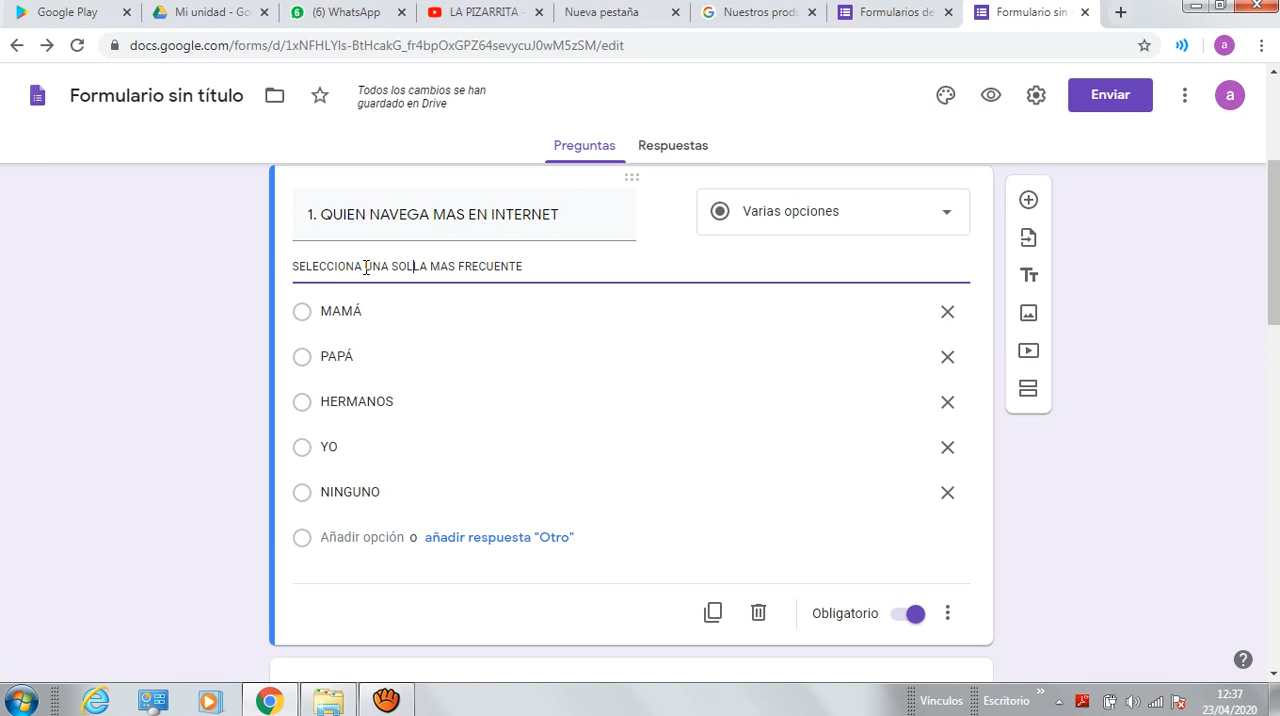 Google Play
Mi unidad - Go
(6) WhatsApp
LA PIZARRITA -
Nueva pestaña
Nuestros produ
Formularios de
Formulario sin
docs.google.com/forms/d/1xNFHLYIs-BtHcakG_fr4bpOxGPZ64sevycuJ0wM5zSM/edit
a
Formulario sin título
Todos los cambios se han
guardado en Drive
Enviar
a
Preguntas
Respuestas
1. QUIEN NAVEGA MAS EN INTERNET
Varias opciones
SELECCIONA UNA SOLLA MAS FRECUENTE
MAMÁ
PAPÁ
HERMANOS
YO
NINGUNO
Añadir opción o añadir respuesta "Otro"
Obligatorio
Vínculos
Escritorio
12:37
23/04/2020